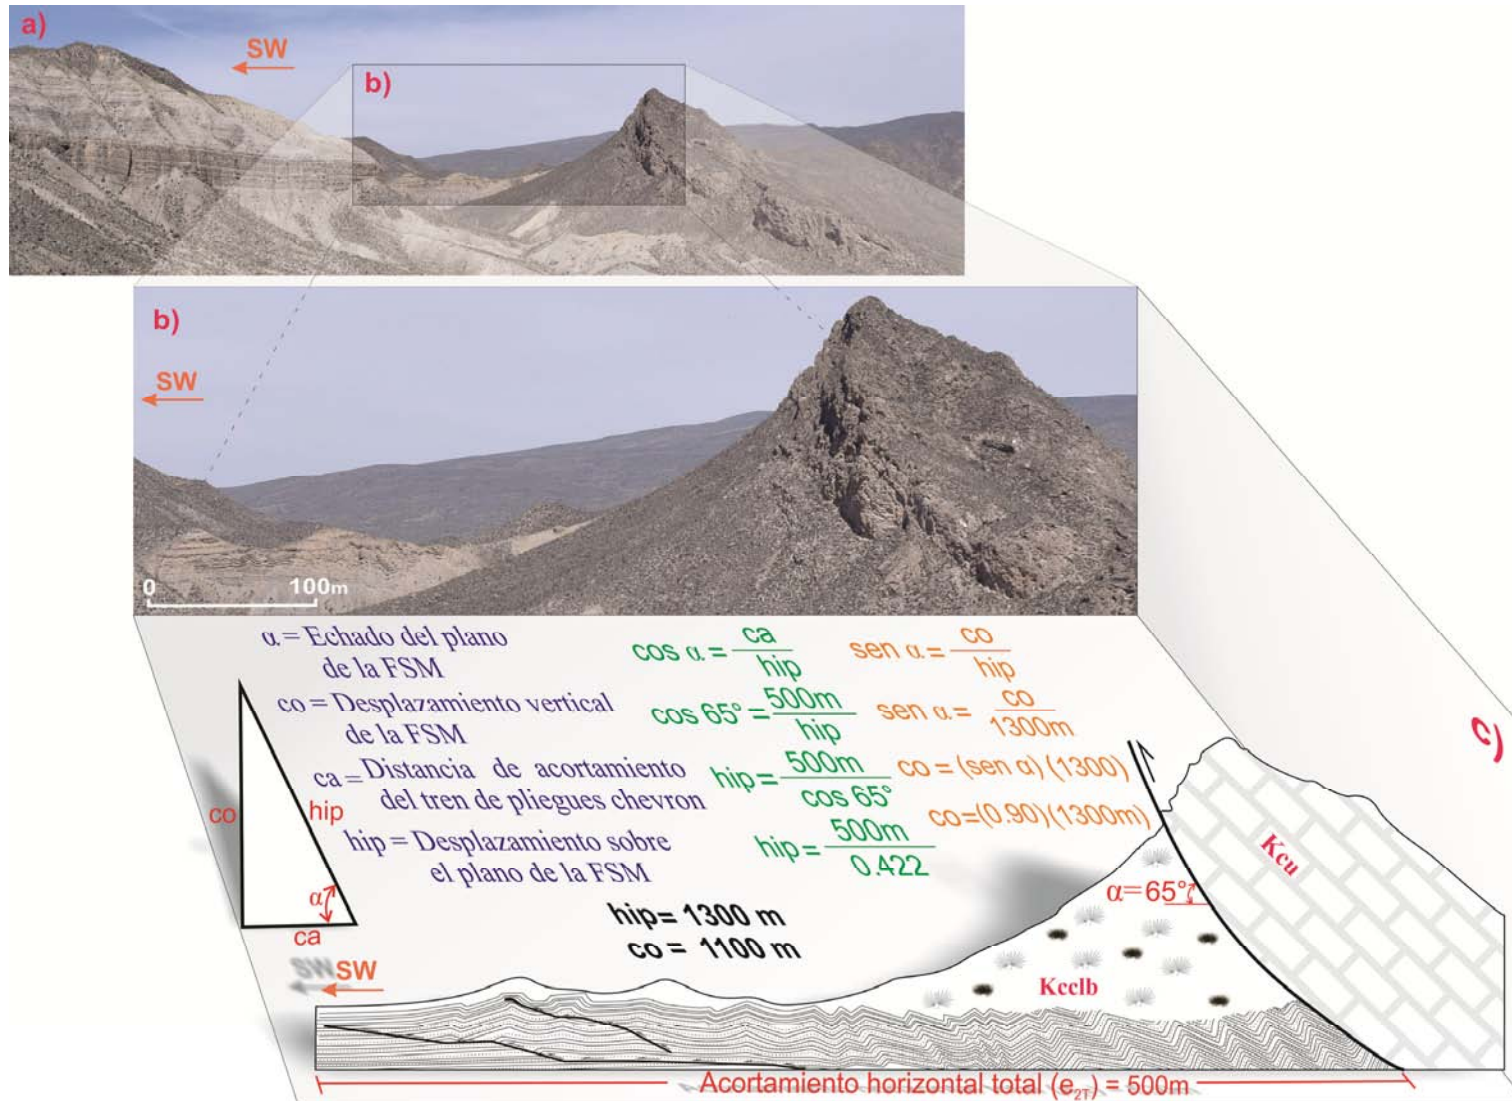 a)
SW
b)
b)
SW
0 100m
α = Echado del plano
de la FSM
co = Desplazamiento vertical
de la FSM
ca = Distancia de acortamiento
del tren de pliegues chevron
hip = Desplazamiento sobre
el plano de la FSM
cos α = ca
hip
cos 65° = 500m
hip
hip = 500m
cos 65°
hip = 500m
0.422
sen α = co
hip
sen α = co
1300m
co = (sen α) (1300)
co=(0.90)(1300m)
hip= 1300 m
co = 1100 m
co
hip
α
ca
SW
SW
c)
Kcu
α=65°
Kcclb
Acortamiento horizontal total (e2T) = 500m